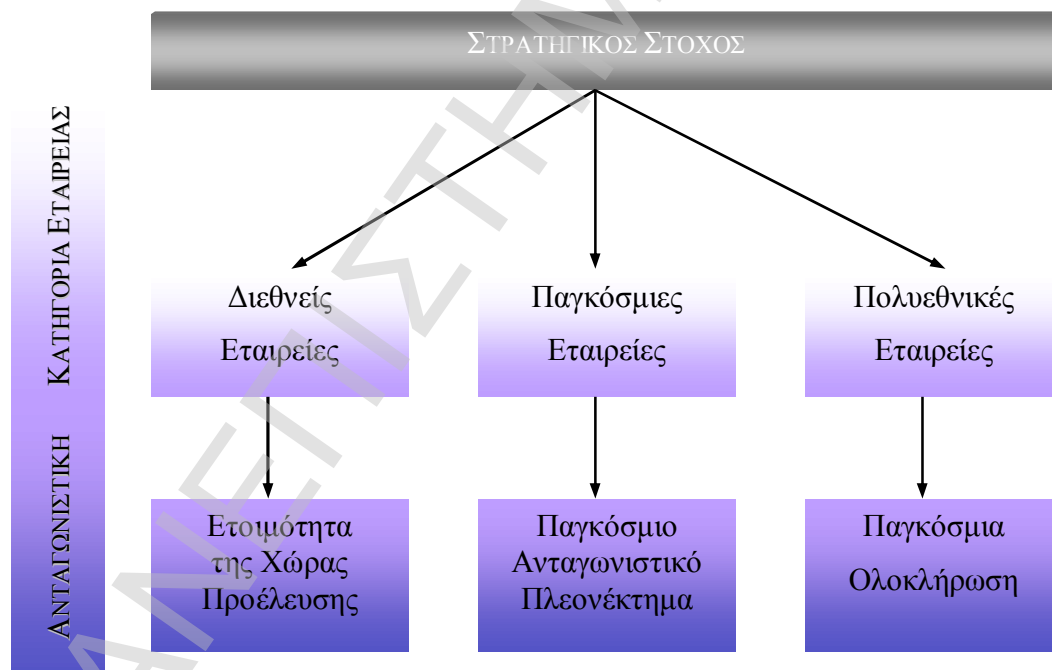 ΣΤΡΑΤΗΓΙΚΟΣ ΣΤΟΧΟΣ
ΚΑΤΗΓΟΡΙΑ ΕΤΑΙΡΕΙΑΣ
Διεθνείς
Εταιρείες
Παγκόσμιες
Εταιρείες
Πολυεθνικές
Εταιρείες
ΑΝΤΑΓΩΝΙΣΤΙΚΗ
Ετοιμότητα
της Χώρας
Προέλευσης
Παγκόσμιο
Ανταγωνιστικό
Πλεονέκτημα
Παγκόσμια
Ολοκλήρωση